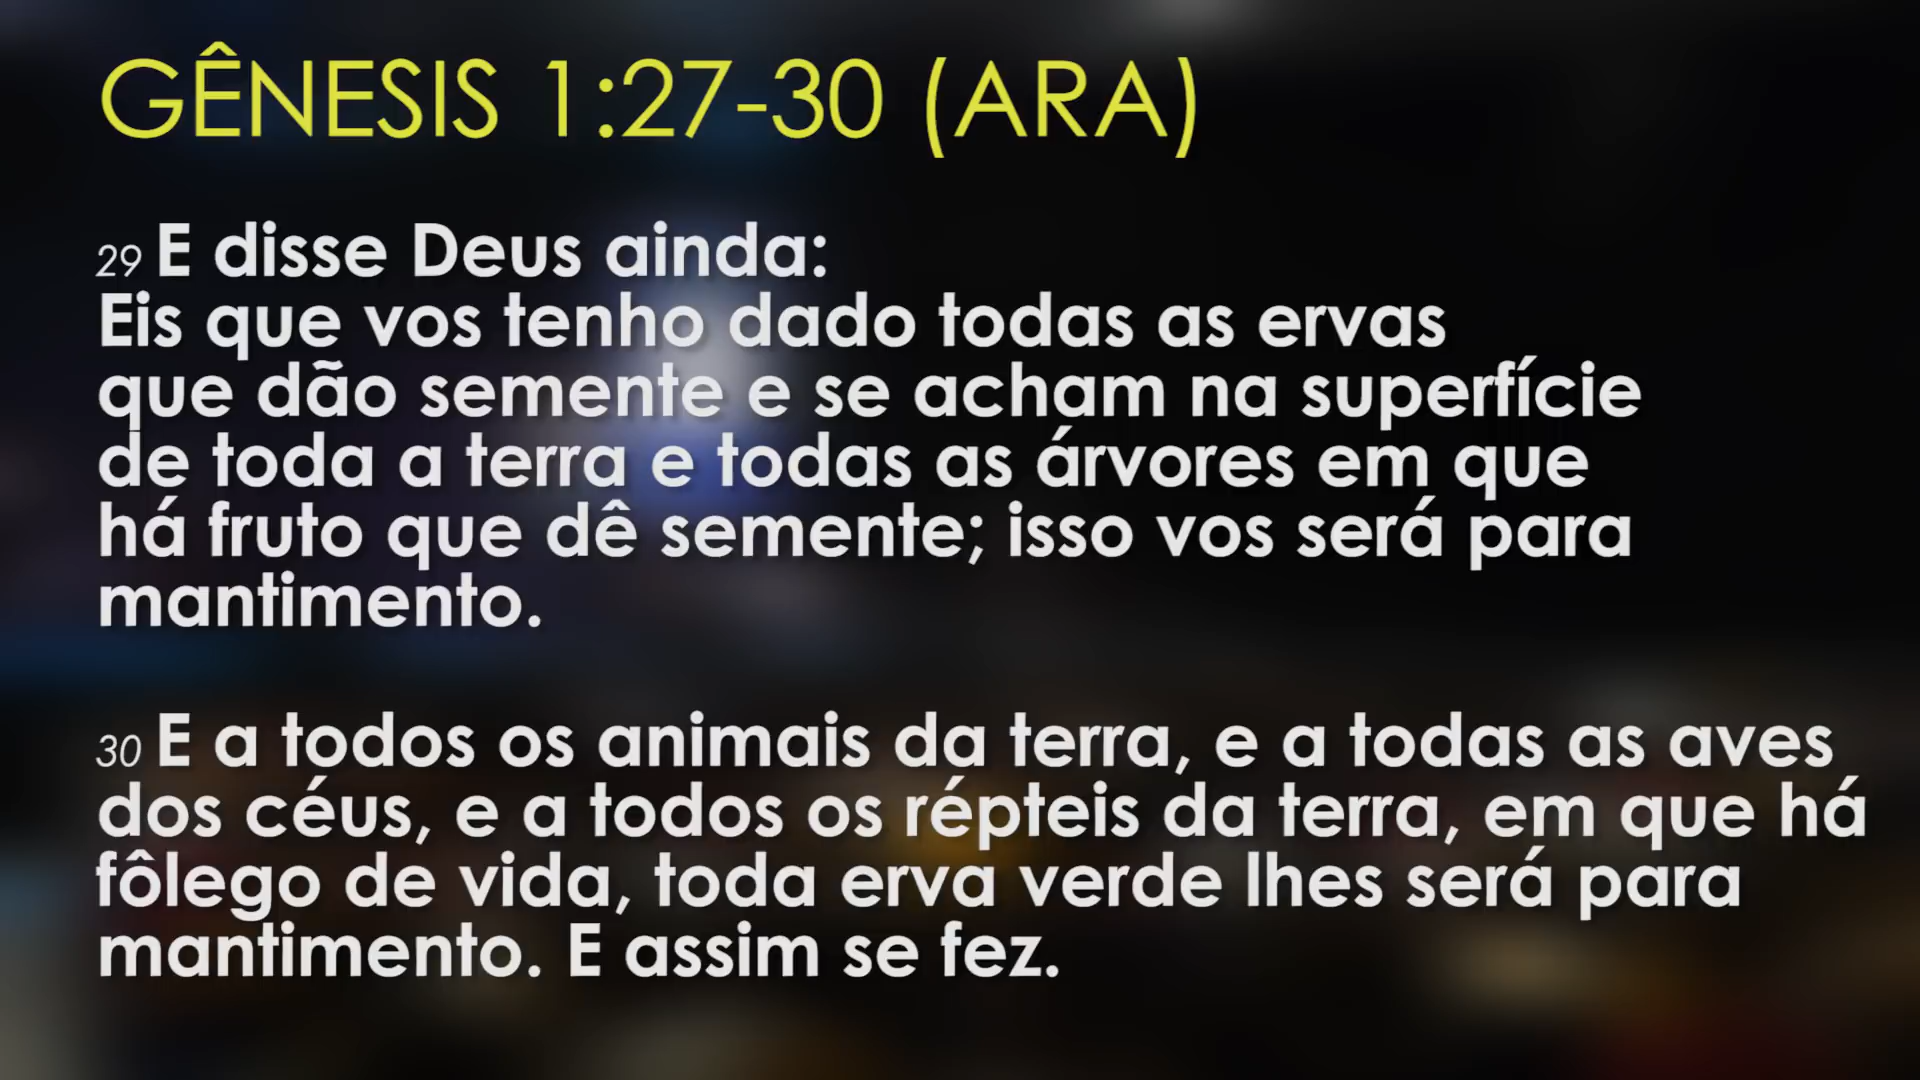 GÊNESIS 1:27-30 (ARA)
29 E disse Deus ainda:
Eis que vos tenho dado todas as ervas
que dão semente e se acham na superfície
de toda a terra e todas as árvores em que
há fruto que dê semente; isso vos será para
mantimento.
30 E a todos os animais da terra, e a todas as aves
dos céus, e a todos os répteis da terra, em que há
fôlego de vida, toda erva verde lhes será para
mantimento. E assim se fez.